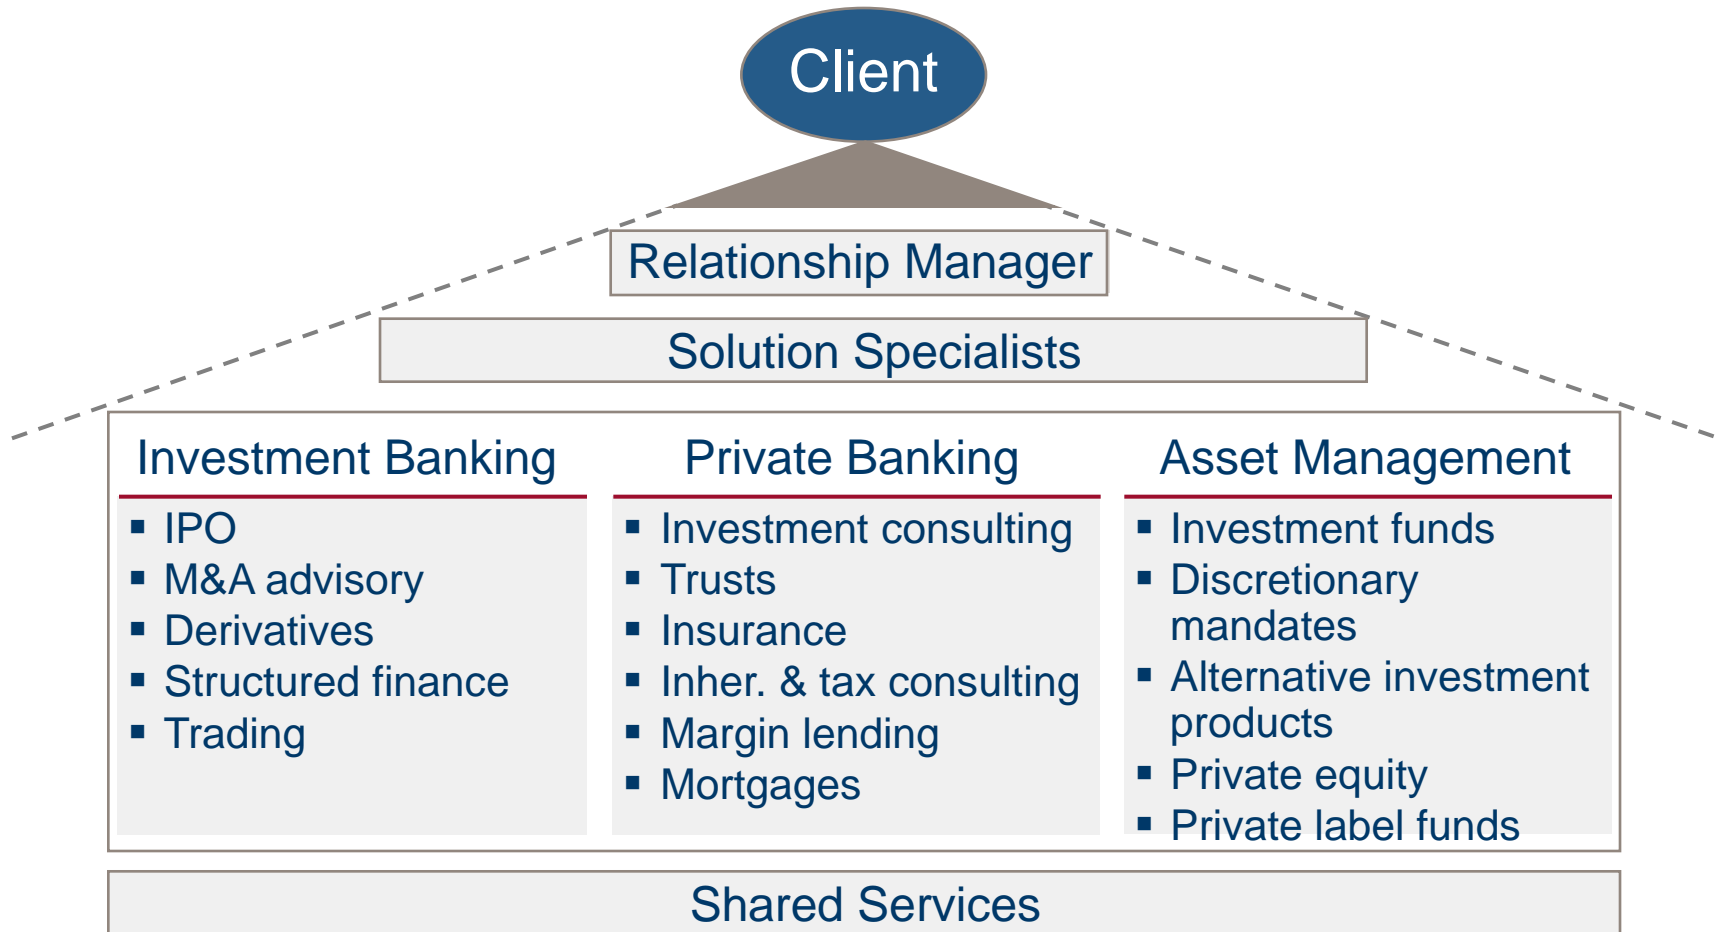 Client
Relationship Manager
Solution Specialists
Investment Banking
▪ IPO
▪ M&A advisory
▪ Derivatives
▪ Structured finance
▪ Trading
Private Banking
▪ Investment consulting
▪ Trusts
▪ Insurance
▪ Inher. & tax consulting
▪ Margin lending
▪ Mortgages
Asset Management
▪ Investment funds
▪ Discretionary
mandates
▪ Alternative investment
products
▪ Private equity
▪ Private label funds
Shared Services